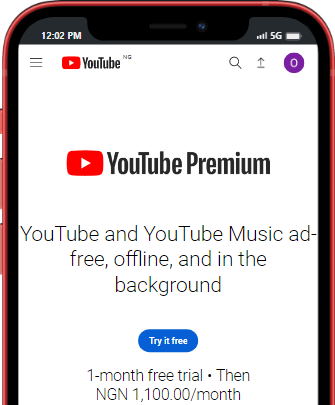 12:02 PM 5G
YouTube NG O
YouTube Premium
YouTube and YouTube Music ad-
free, offline, and in the
background
Try it free
1-month free trial • Then
NGN 1,100.00/month